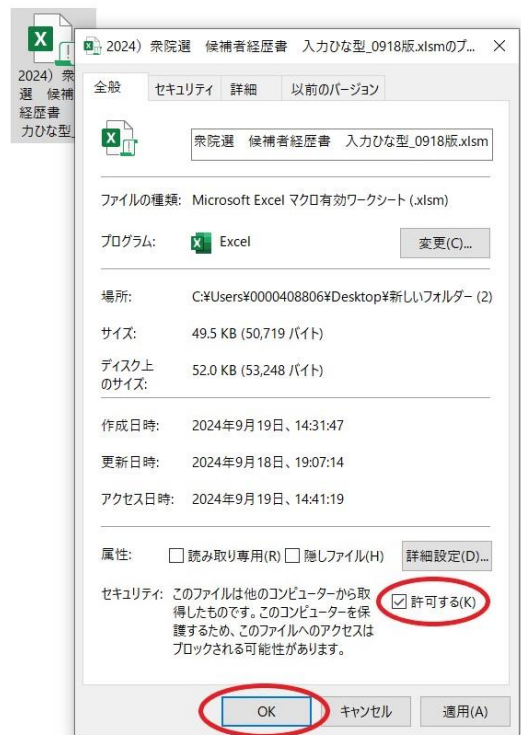 2024）衆
選　候補
経歴書
力ひな型_
2024）衆院選　候補者経歴書　入力ひな型_0918版.xlsmのプ...
全般　セキュリティ　詳細　以前のバージョン
衆院選　候補者経歴書　入力ひな型_0918版.xlsm
ファイルの種類: Microsoft Excel マクロ有効ワークシート (.xlsm)
プログラム: Excel 変更(C)...
場所: C:¥Users¥0000408806¥Desktop¥新しいフォルダー (2)
サイズ: 49.5 KB (50,719 バイト)
ディスク上
のサイズ: 52.0 KB (53,248 バイト)
作成日時: 2024年9月19日、14:31:47
更新日時: 2024年9月18日、19:07:14
アクセス日時: 2024年9月19日、14:41:19
属性: 読み取り専用(R) 隠しファイル(H) 詳細設定(D)...
セキュリティ: このファイルは他のコンピューターから取
得したものです。このコンピューターを保
護するため、このファイルへのアクセスは
ブロックされる可能性があります。
許可する(K)
OK キャンセル 適用(A)